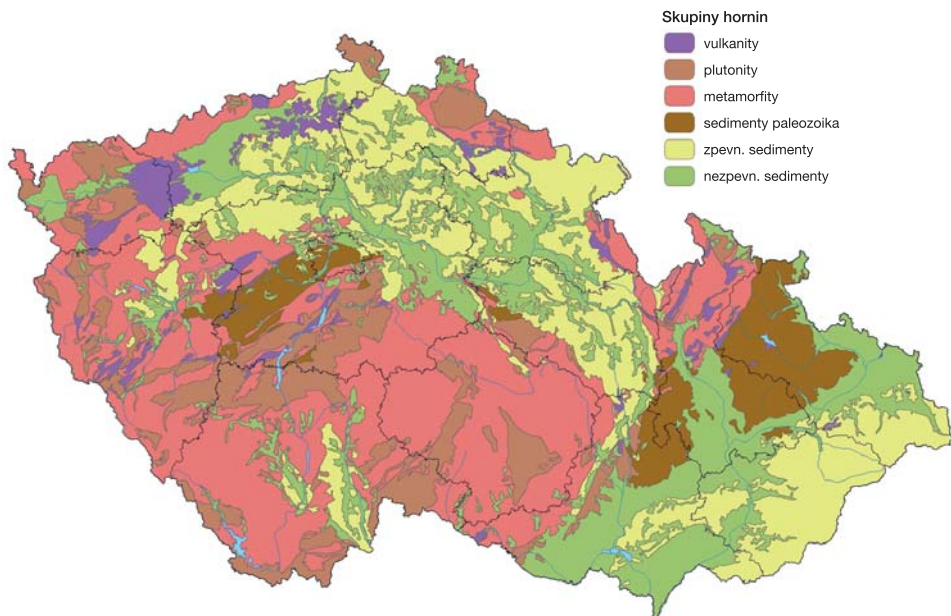 Skupiny hornin
vulkanity
plutonity
metamorfity
sedimenty paleozoika
zpevn. sedimenty
nezpevn. sedimenty